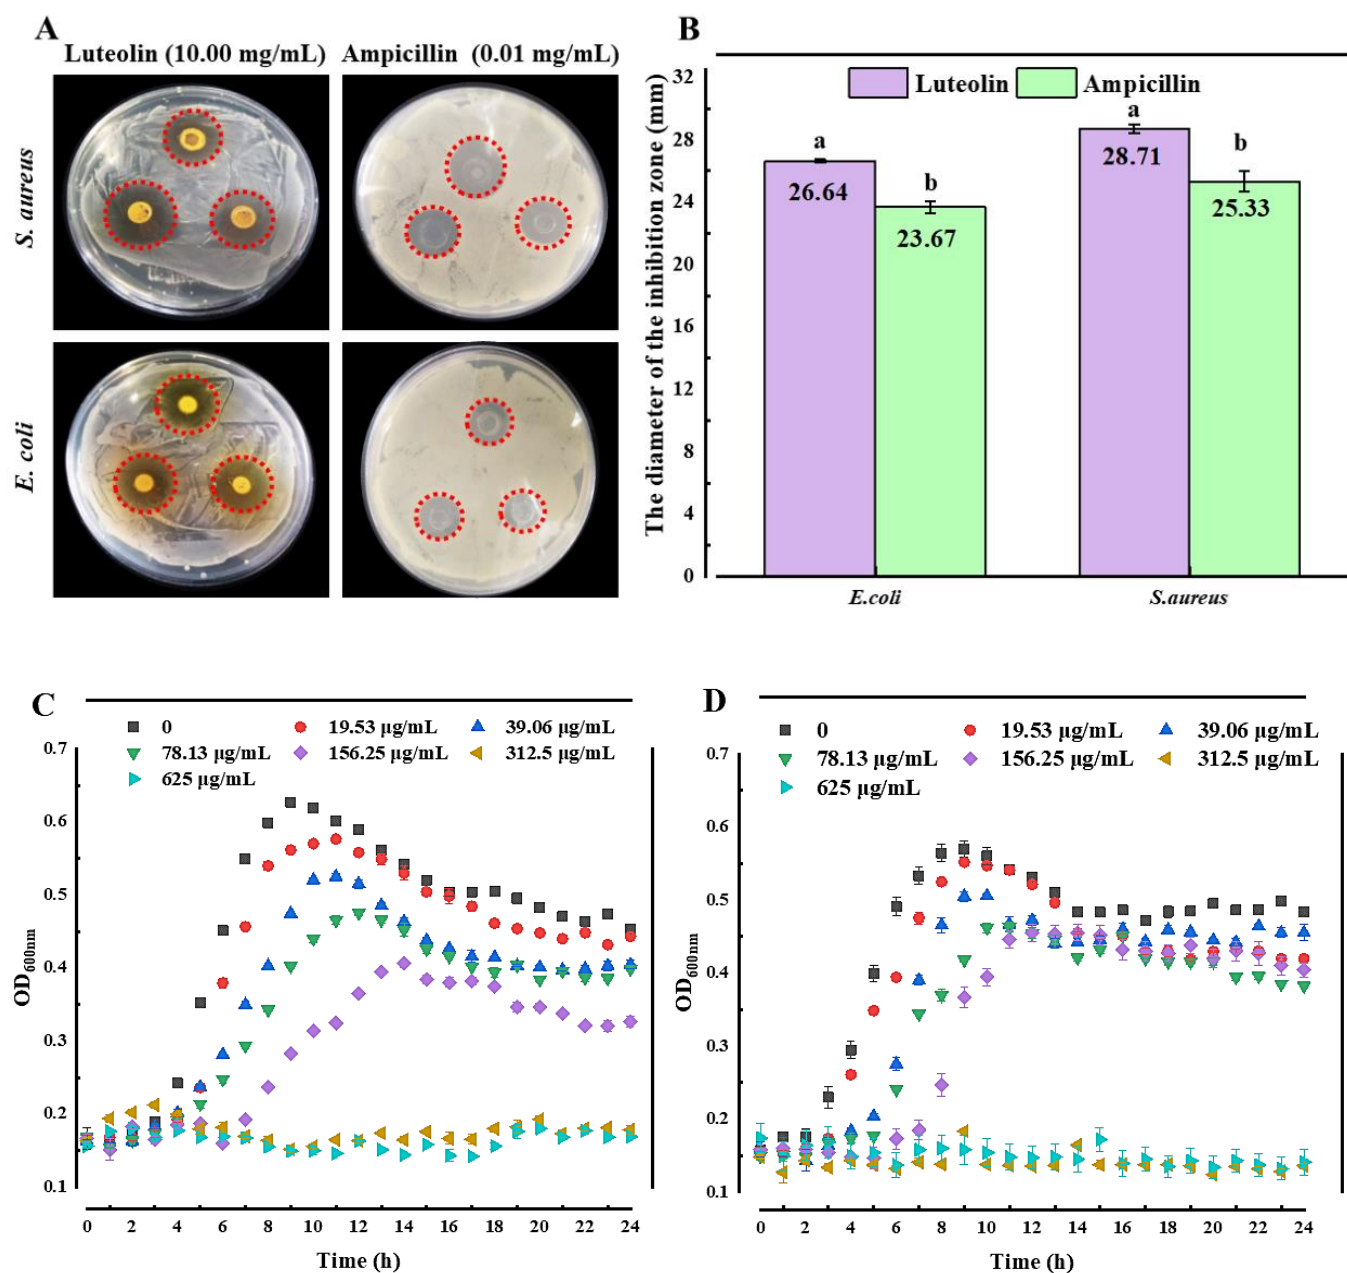 A
Luteolin (10.00 mg/mL) Ampicillin (0.01 mg/mL)
S. aureus
E. coli
B
Luteolin Ampicillin
The diameter of the inhibition zone (mm)
32
28
24
20
16
12
8
4
0
a
26.64
b
23.67
a
28.71
b
25.33
E.coli S.aureus
C
0 19.53 μg/mL 39.06 μg/mL
78.13 μg/mL 156.25 μg/mL 312.5 μg/mL
625 μg/mL
OD600nm
0.7
0.6
0.5
0.4
0.3
0.2
0.1
0 2 4 6 8 10 12 14 16 18 20 22 24
Time (h)
D
0 19.53 μg/mL 39.06 μg/mL
78.13 μg/mL 156.25 μg/mL 312.5 μg/mL
625 μg/mL
OD600nm
0.7
0.6
0.5
0.4
0.3
0.2
0.1
0 2 4 6 8 10 12 14 16 18 20 22 24
Time (h)